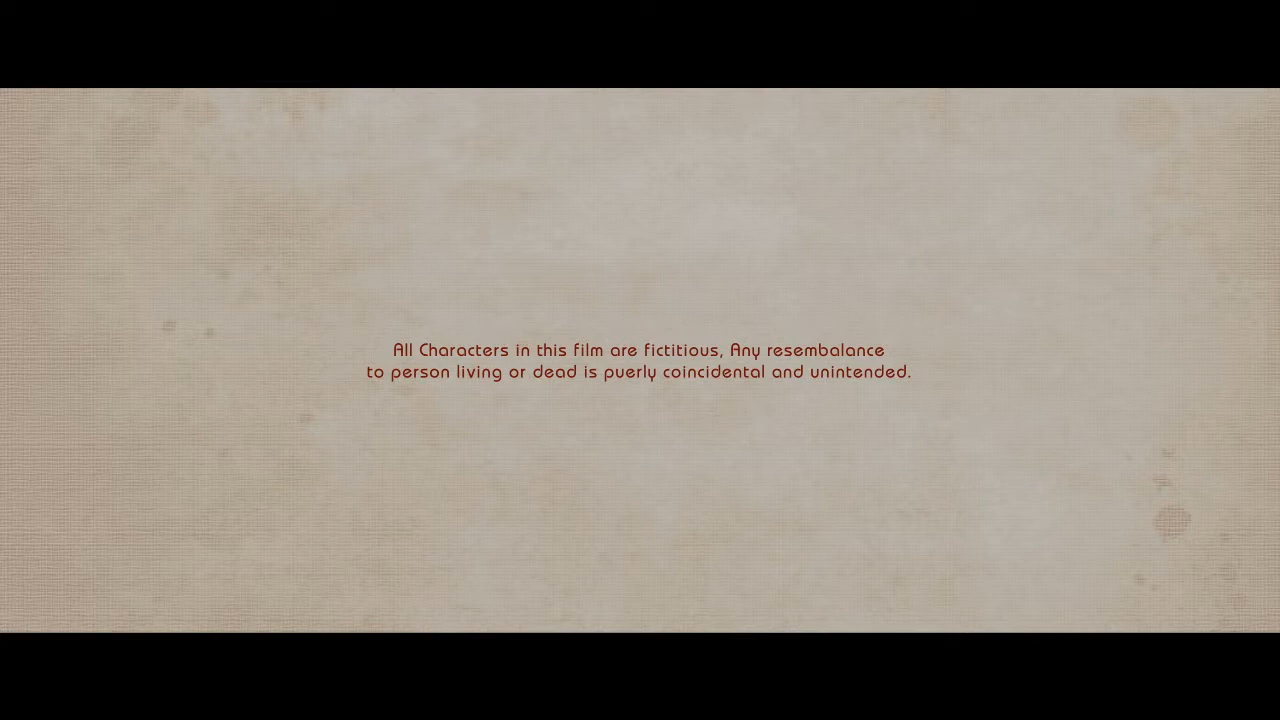 All Characters in this film are fictitious, Any resembalance
to person living or dead is puerly coincidental and unintended.